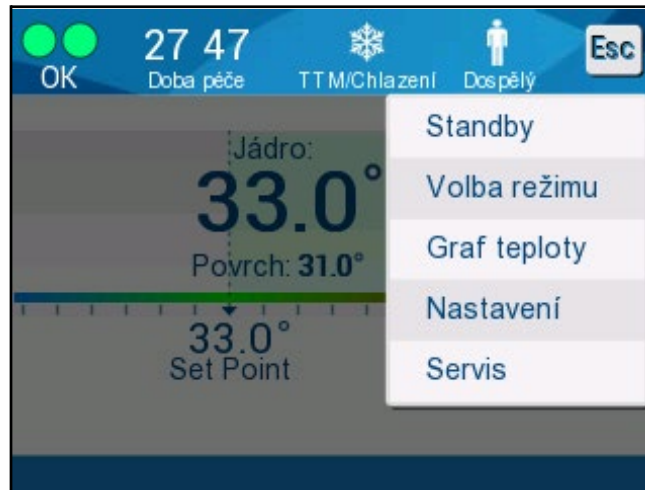 OK
27 47
Doba péče
TTM/Chlazení
Dospělý
Esc
Jádro:
33.0°
Povrch: 31.0°
33.0°
Set Point
Standby
Volba režimu
Graf teploty
Nastavení
Servis